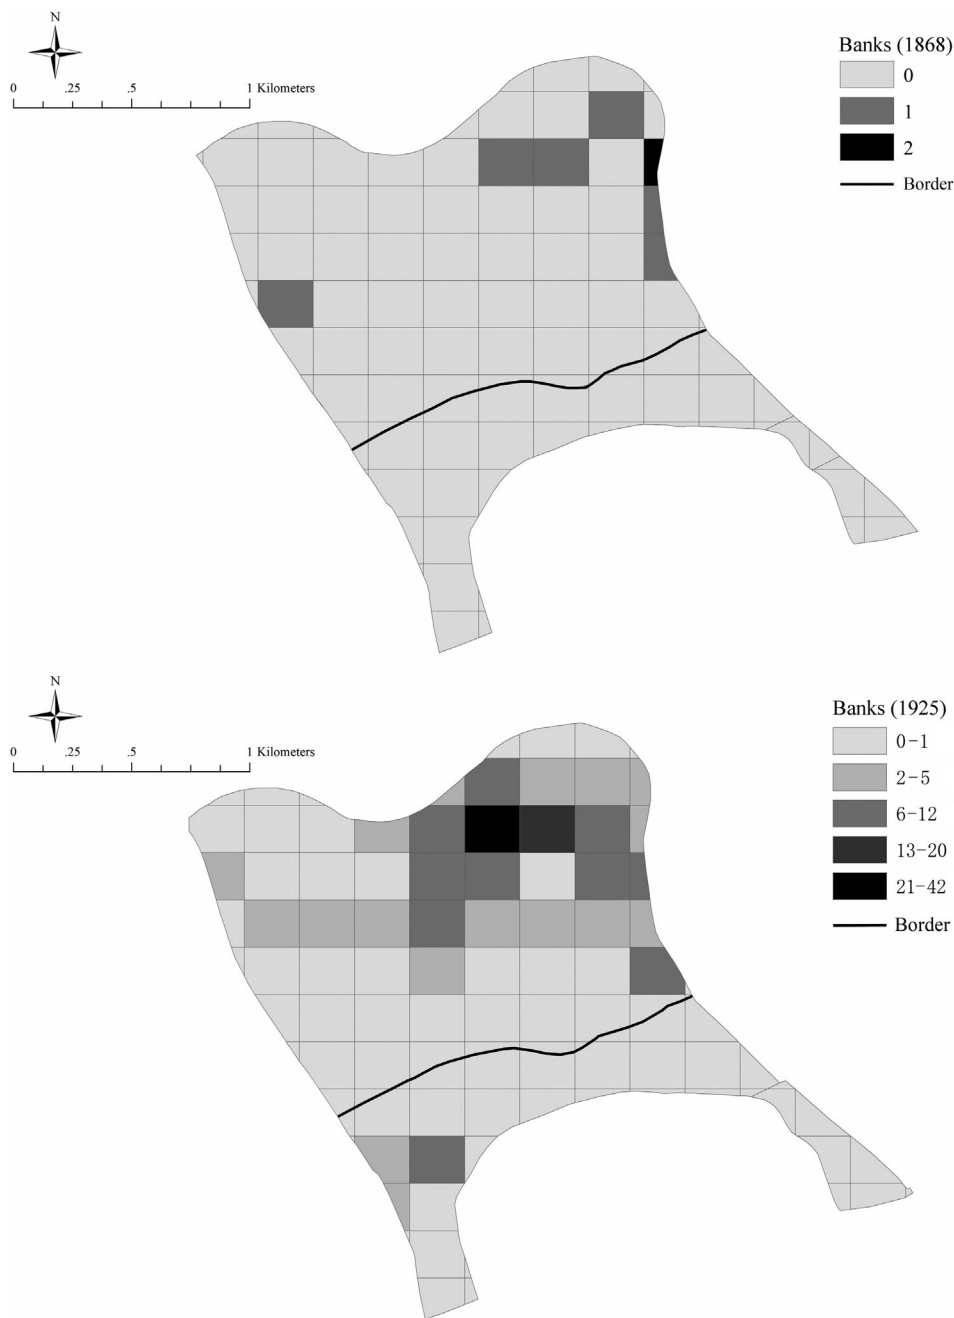 N
0 .25 .5 1 Kilometers
Banks (1868)
0
1
2
Border
N
0 .25 .5 1 Kilometers
Banks (1925)
0-1
2-5
6-12
13-20
21-42
Border